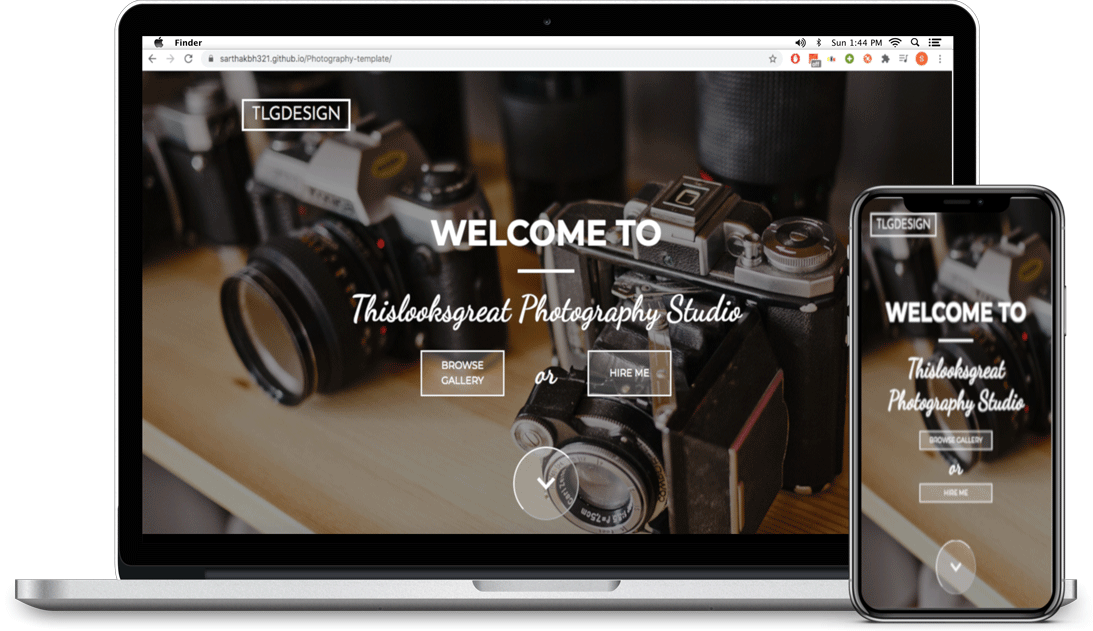 Finder
Sun 1:44 PM
sarthakbh321.github.io/Photography-template/
S
TLGDESIGN
WELCOME TO
Thislooksgreat Photography Studio
BROWSE
GALLERY
or
HIRE ME
TLGDESIGN
WELCOME TO
Thislooksgreat
Photography Studio
BROWSE GALLERY
or
HIRE ME